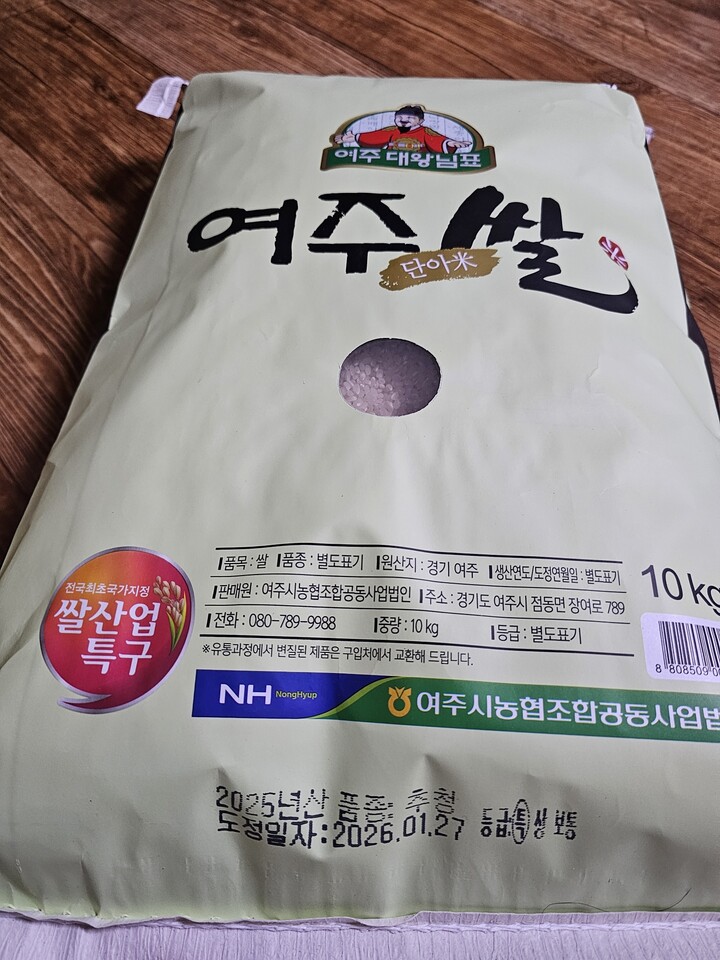 여주 대왕님표
여주쌀
단아米
전국최초국가지정
쌀산업
특구
품목 : 쌀 품종 : 별도표기 원산지 : 경기 여주 생산연도/도정연월일 : 별도표기
판매원 : 여주시농협조합공동사업법인 주소 : 경기도 여주시 점동면 장여로 789
전화 : 080-789-9988 중량 : 10 kg 등급 : 별도표기
※유통과정에서 변질된 제품은 구입처에서 교환해 드립니다.
10 kg
8 808509 0
NH NongHyup 여주시농협조합공동사업법
2025년산 품종: 추청
도정일자:2026.01.27 등급:특 상 보통